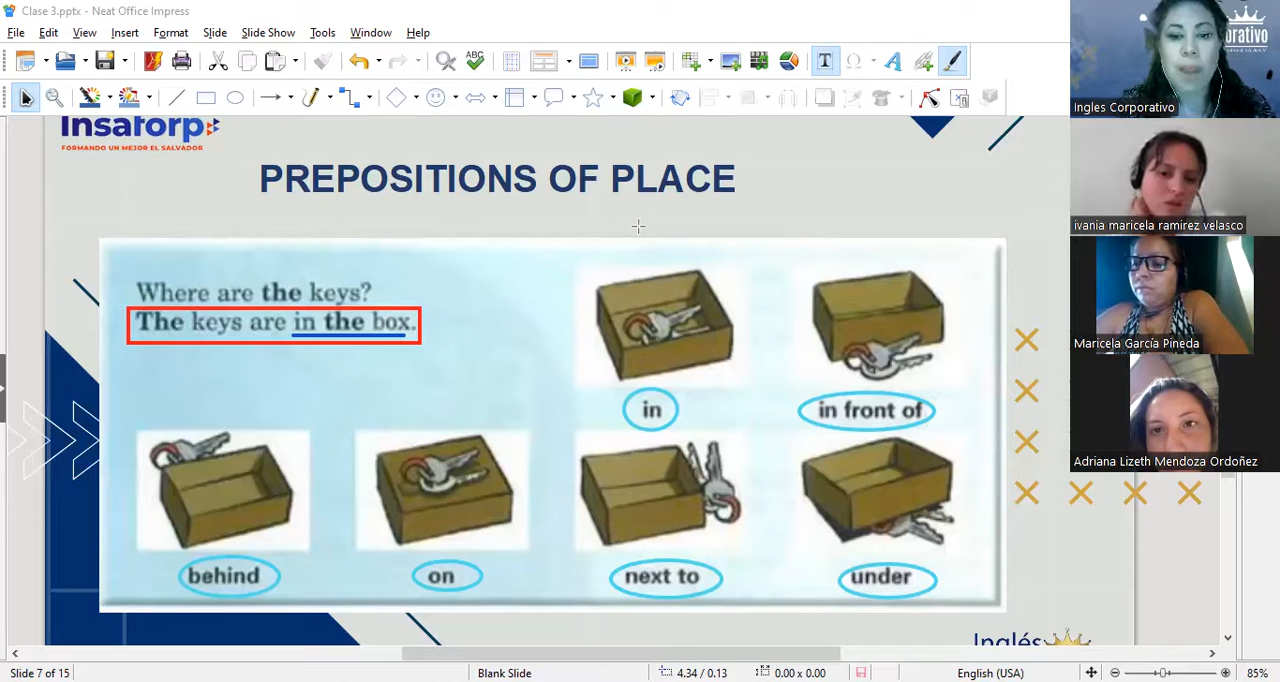 Clase 3.pptx - Neat Office Impress
File Edit View Insert Format Slide Slide Show Tools Window Help
Insaforp
FORMANDO UN MEJOR EL SALVADOR
PREPOSITIONS OF PLACE
Where are the keys?
The keys are in the box.
in
in front of
behind
on
next to
under
Inglés
orativo
Ingles Corporativo
ivania maricela ramirez velasco
Maricela García Pineda
Adriana Lizeth Mendoza Ordoñez
Slide 7 of 15
Blank Slide
4.34 / 0.13
0.00 x 0.00
English (USA)
85%